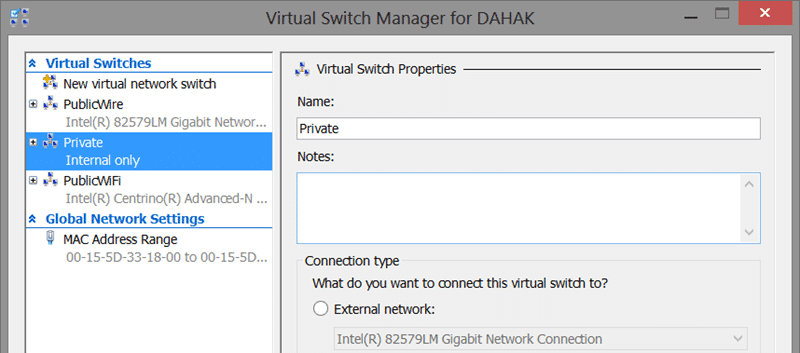 Virtual Switch Manager for DAHAK
Virtual Switches
New virtual network switch
PublicWire
Intel(R) 82579LM Gigabit Networ...
Private
Internal only
PublicWiFi
Intel(R) Centrino(R) Advanced-N ...
Global Network Settings
MAC Address Range
00-15-5D-33-18-00 to 00-15-5D...
Virtual Switch Properties
Name:
Private
Notes:
Connection type
What do you want to connect this virtual switch to?
External network:
Intel(R) 82579LM Gigabit Network Connection